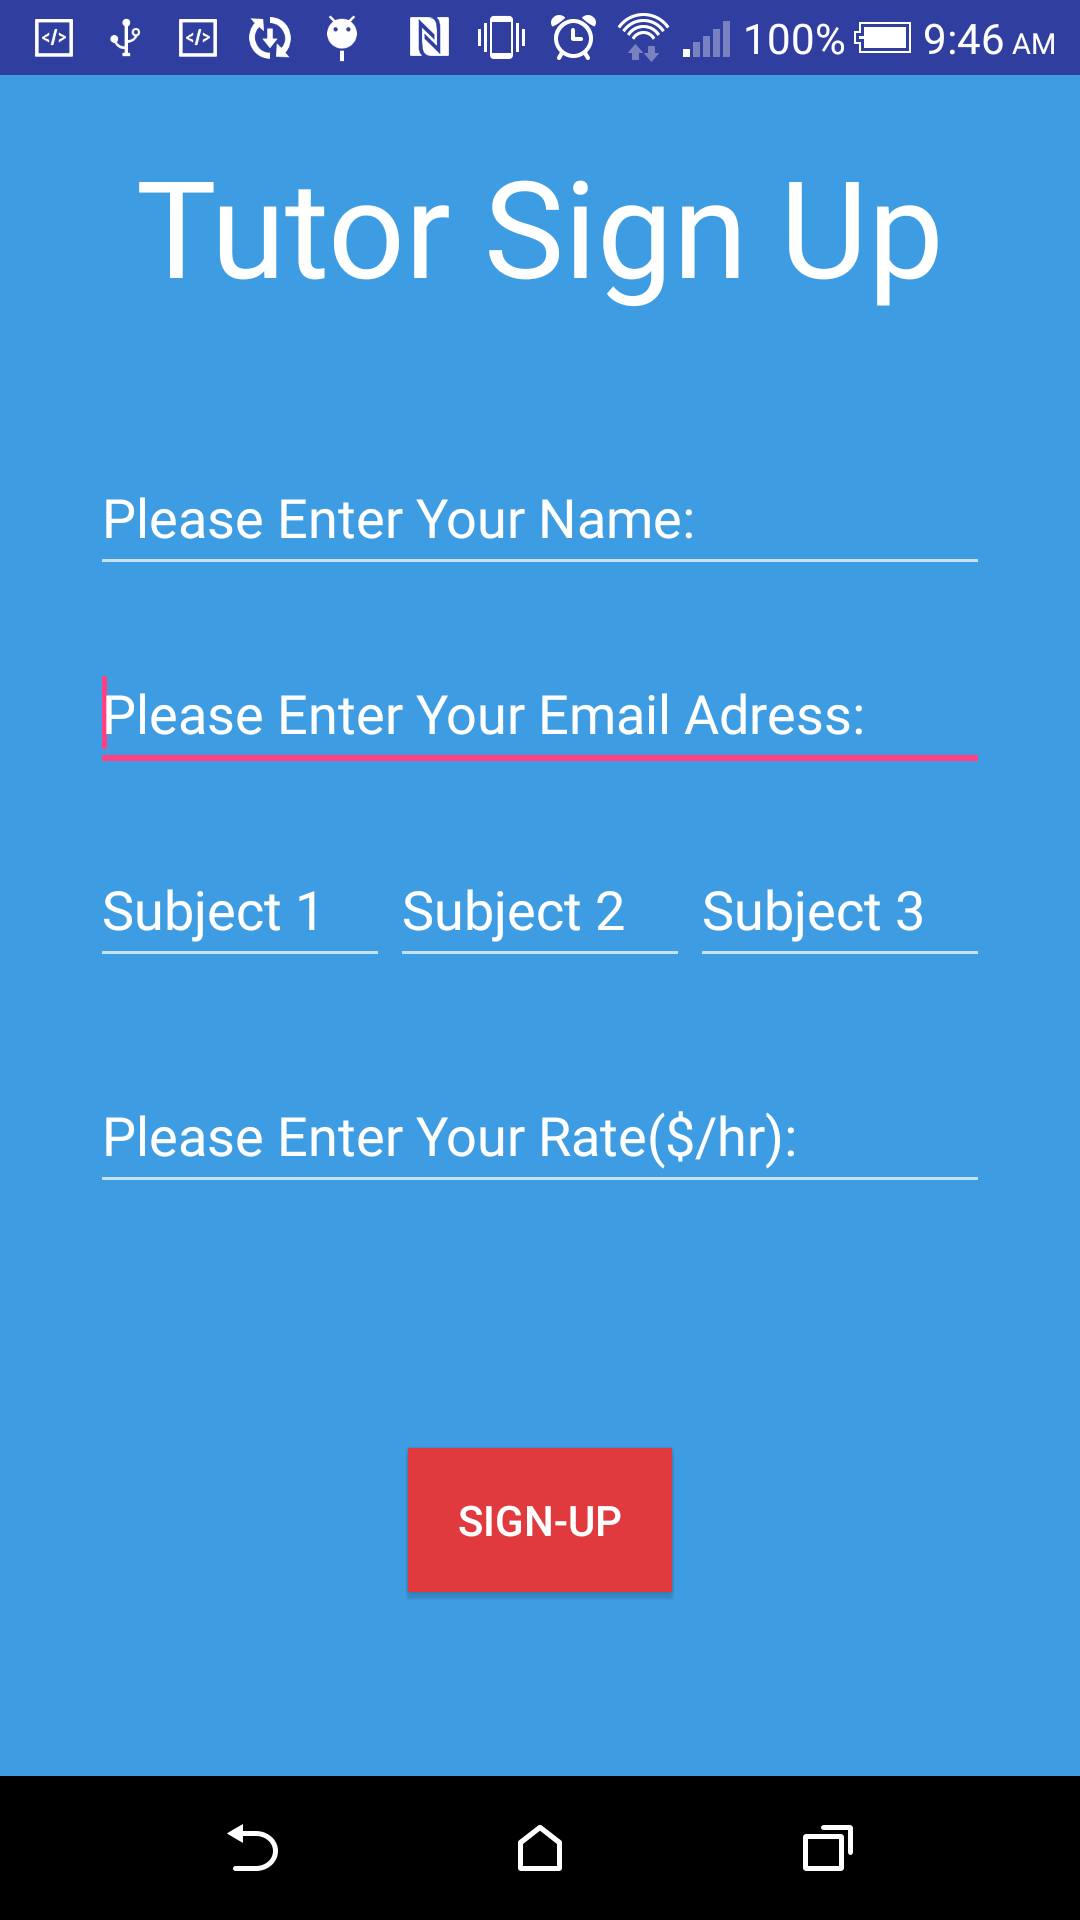 100% 9:46 AM
Tutor Sign Up
Please Enter Your Name:
Please Enter Your Email Adress:
Subject 1 Subject 2 Subject 3
Please Enter Your Rate($/hr):
SIGN-UP